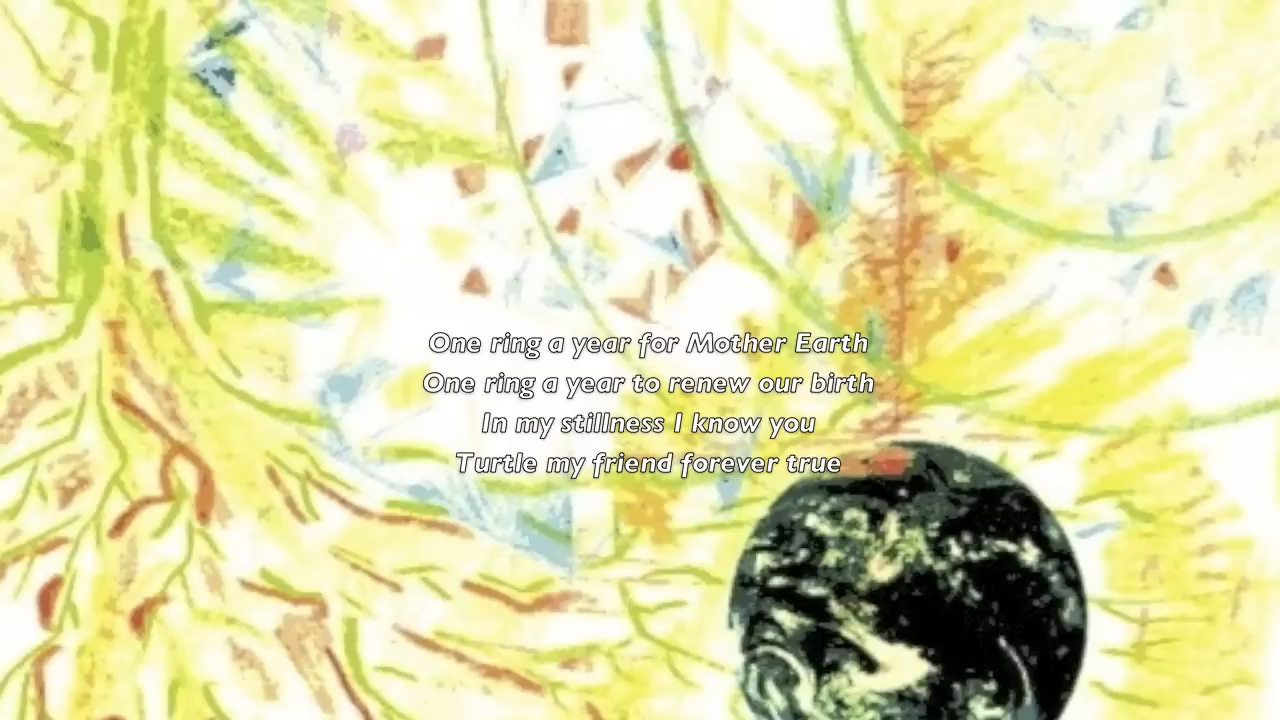 One ring a year for Mother Earth
One ring a year to renew our birth
In my stillness I know you
Turtle my friend forever true